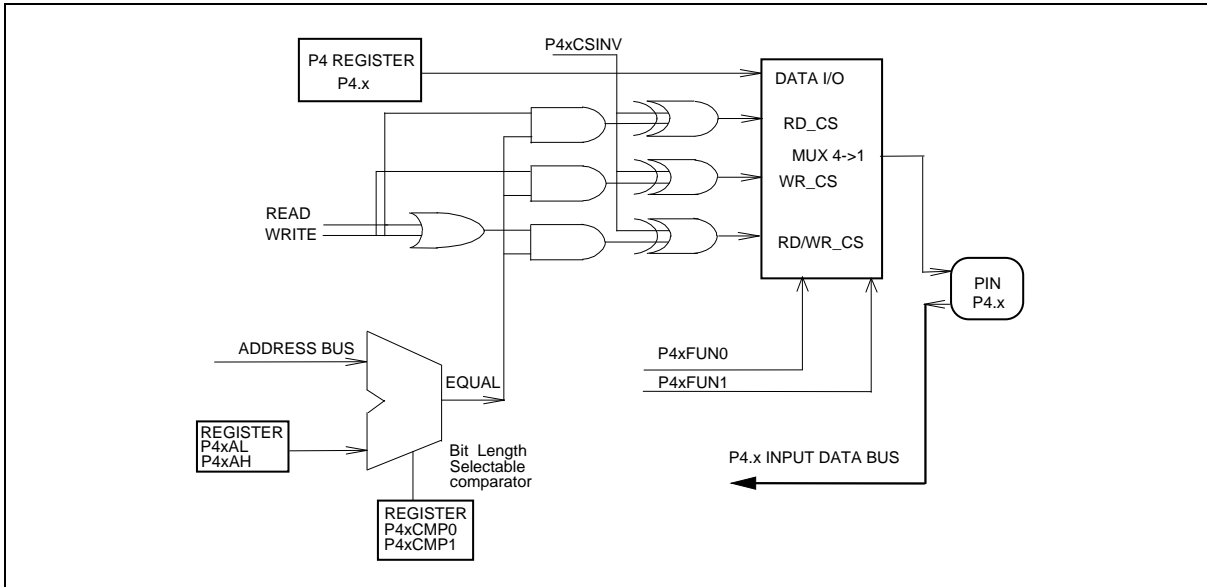 P4xCSINV
P4 REGISTER
P4.x
DATA I/O
RD_CS
MUX 4->1
WR_CS
READ
WRITE
RD/WR_CS
PIN
P4.x
ADDRESS BUS
P4xFUN0
EQUAL
P4xFUN1
REGISTER
P4xAL
P4xAH
Bit Length
Selectable
comparator
P4.x INPUT DATA BUS
REGISTER
P4xCMP0
P4xCMP1